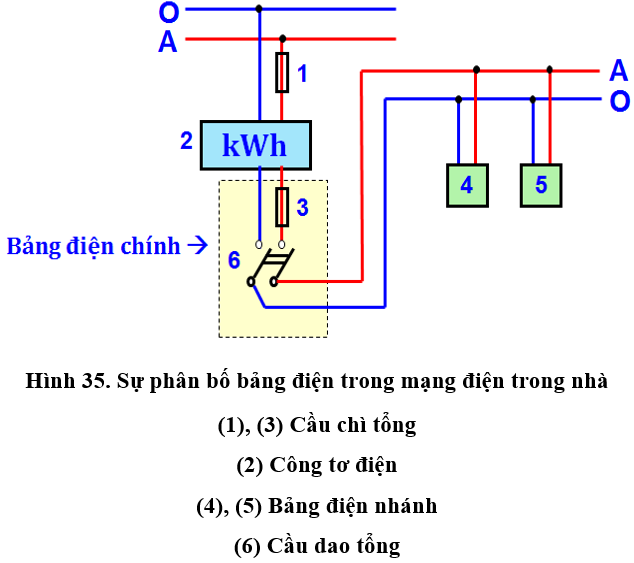 O
A
1
2
kWh
3
A
O
4
5
Bảng điện chính →
6
Hình 35. Sự phân bố bảng điện trong mạng điện trong nhà
(1), (3) Cầu chì tổng
(2) Công tơ điện
(4), (5) Bảng điện nhánh
(6) Cầu dao tổng